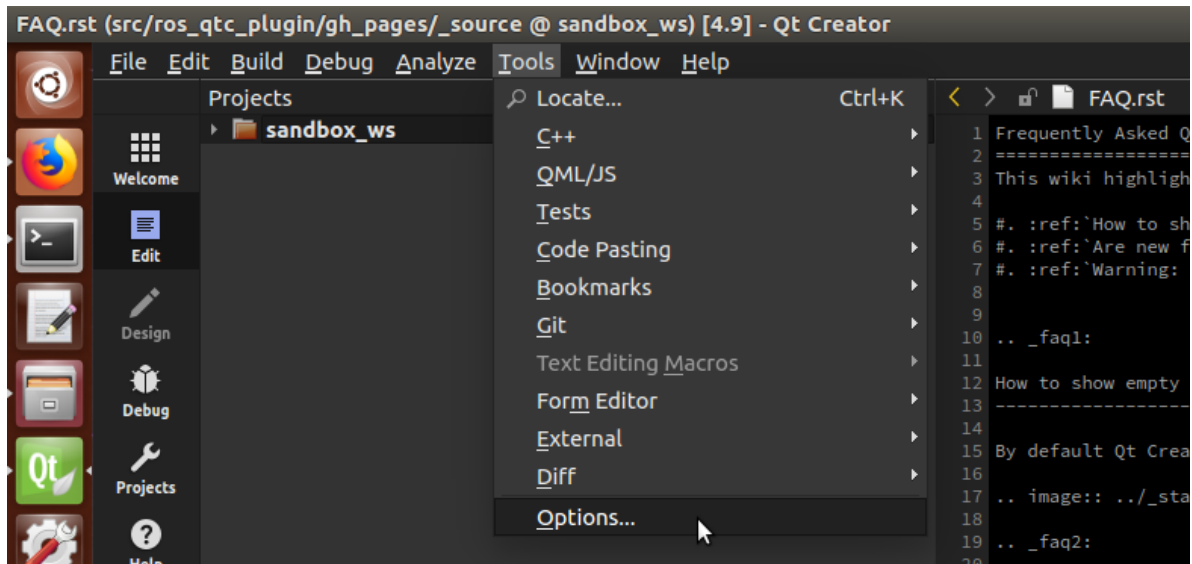 FAQ.rst (src/ros_qtc_plugin/gh_pages/_source @ sandbox_ws) [4.9] - Qt Creator
File Edit Build Debug Analyze Tools Window Help
Projects
sandbox_ws
Welcome
Edit
Design
Debug
Projects
Help
Qt
>_
Locate... Ctrl+K
C++
QML/JS
Tests
Code Pasting
Bookmarks
Git
Text Editing Macros
Form Editor
External
Diff
Options...
FAQ.rst
1 Frequently Asked Q
2 ==================
3 This wiki highligh
4
5 #. :ref:`How to sh
6 #. :ref:`Are new f
7 #. :ref:`Warning:
8
9
10 .. _faq1:
11
12 How to show empty
13 ------------------
14
15 By default Qt Crea
16
17 .. image:: ../_sta
18
19 .. _faq2:
20